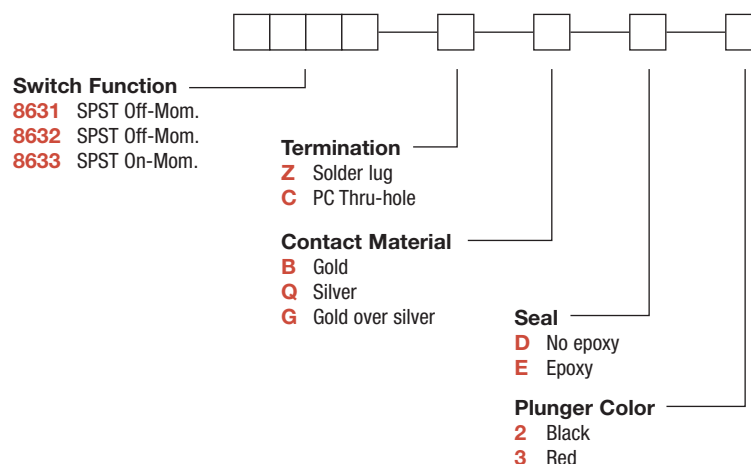 Switch Function
8631 SPST Off-Mom.
8632 SPST Off-Mom.
8633 SPST On-Mom.
Termination
Z Solder lug
C PC Thru-hole
Contact Material
B Gold
Q Silver
G Gold over silver
Seal
D No epoxy
E Epoxy
Plunger Color
2 Black
3 Red